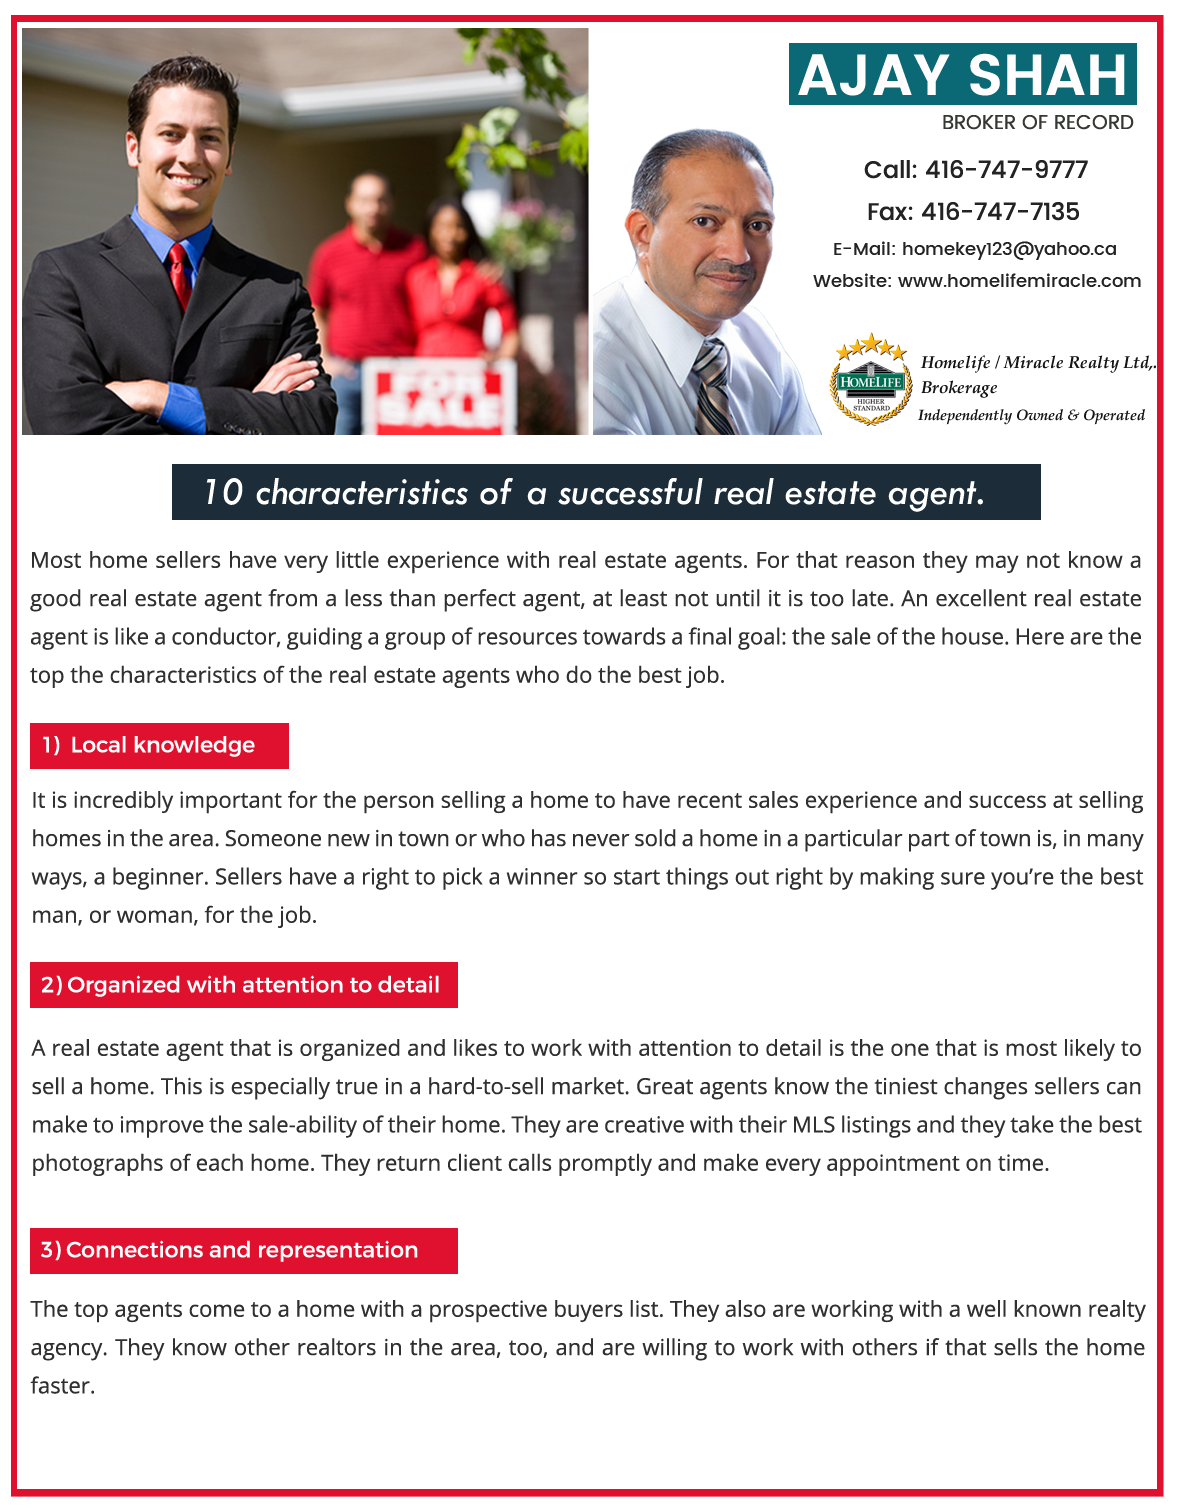 AJAY SHAH
BROKER OF RECORD
Call: 416-747-9777
Fax: 416-747-7135
E-Mail: homekey123@yahoo.ca
Website: www.homelifemiracle.com
FOR
SALE
HOMELIFE
HIGHER
STANDARD
Homelife / Miracle Realty Ltd,.
Brokerage
Independently Owned & Operated
10 characteristics of a successful real estate agent.
Most home sellers have very little experience with real estate agents. For that reason they may not know a
good real estate agent from a less than perfect agent, at least not until it is too late. An excellent real estate
agent is like a conductor, guiding a group of resources towards a final goal: the sale of the house. Here are the
top the characteristics of the real estate agents who do the best job.
1) Local knowledge
It is incredibly important for the person selling a home to have recent sales experience and success at selling
homes in the area. Someone new in town or who has never sold a home in a particular part of town is, in many
ways, a beginner. Sellers have a right to pick a winner so start things out right by making sure you’re the best
man, or woman, for the job.
2) Organized with attention to detail
A real estate agent that is organized and likes to work with attention to detail is the one that is most likely to
sell a home. This is especially true in a hard-to-sell market. Great agents know the tiniest changes sellers can
make to improve the sale-ability of their home. They are creative with their MLS listings and they take the best
photographs of each home. They return client calls promptly and make every appointment on time.
3) Connections and representation
The top agents come to a home with a prospective buyers list. They also are working with a well known realty
agency. They know other realtors in the area, too, and are willing to work with others if that sells the home
faster.